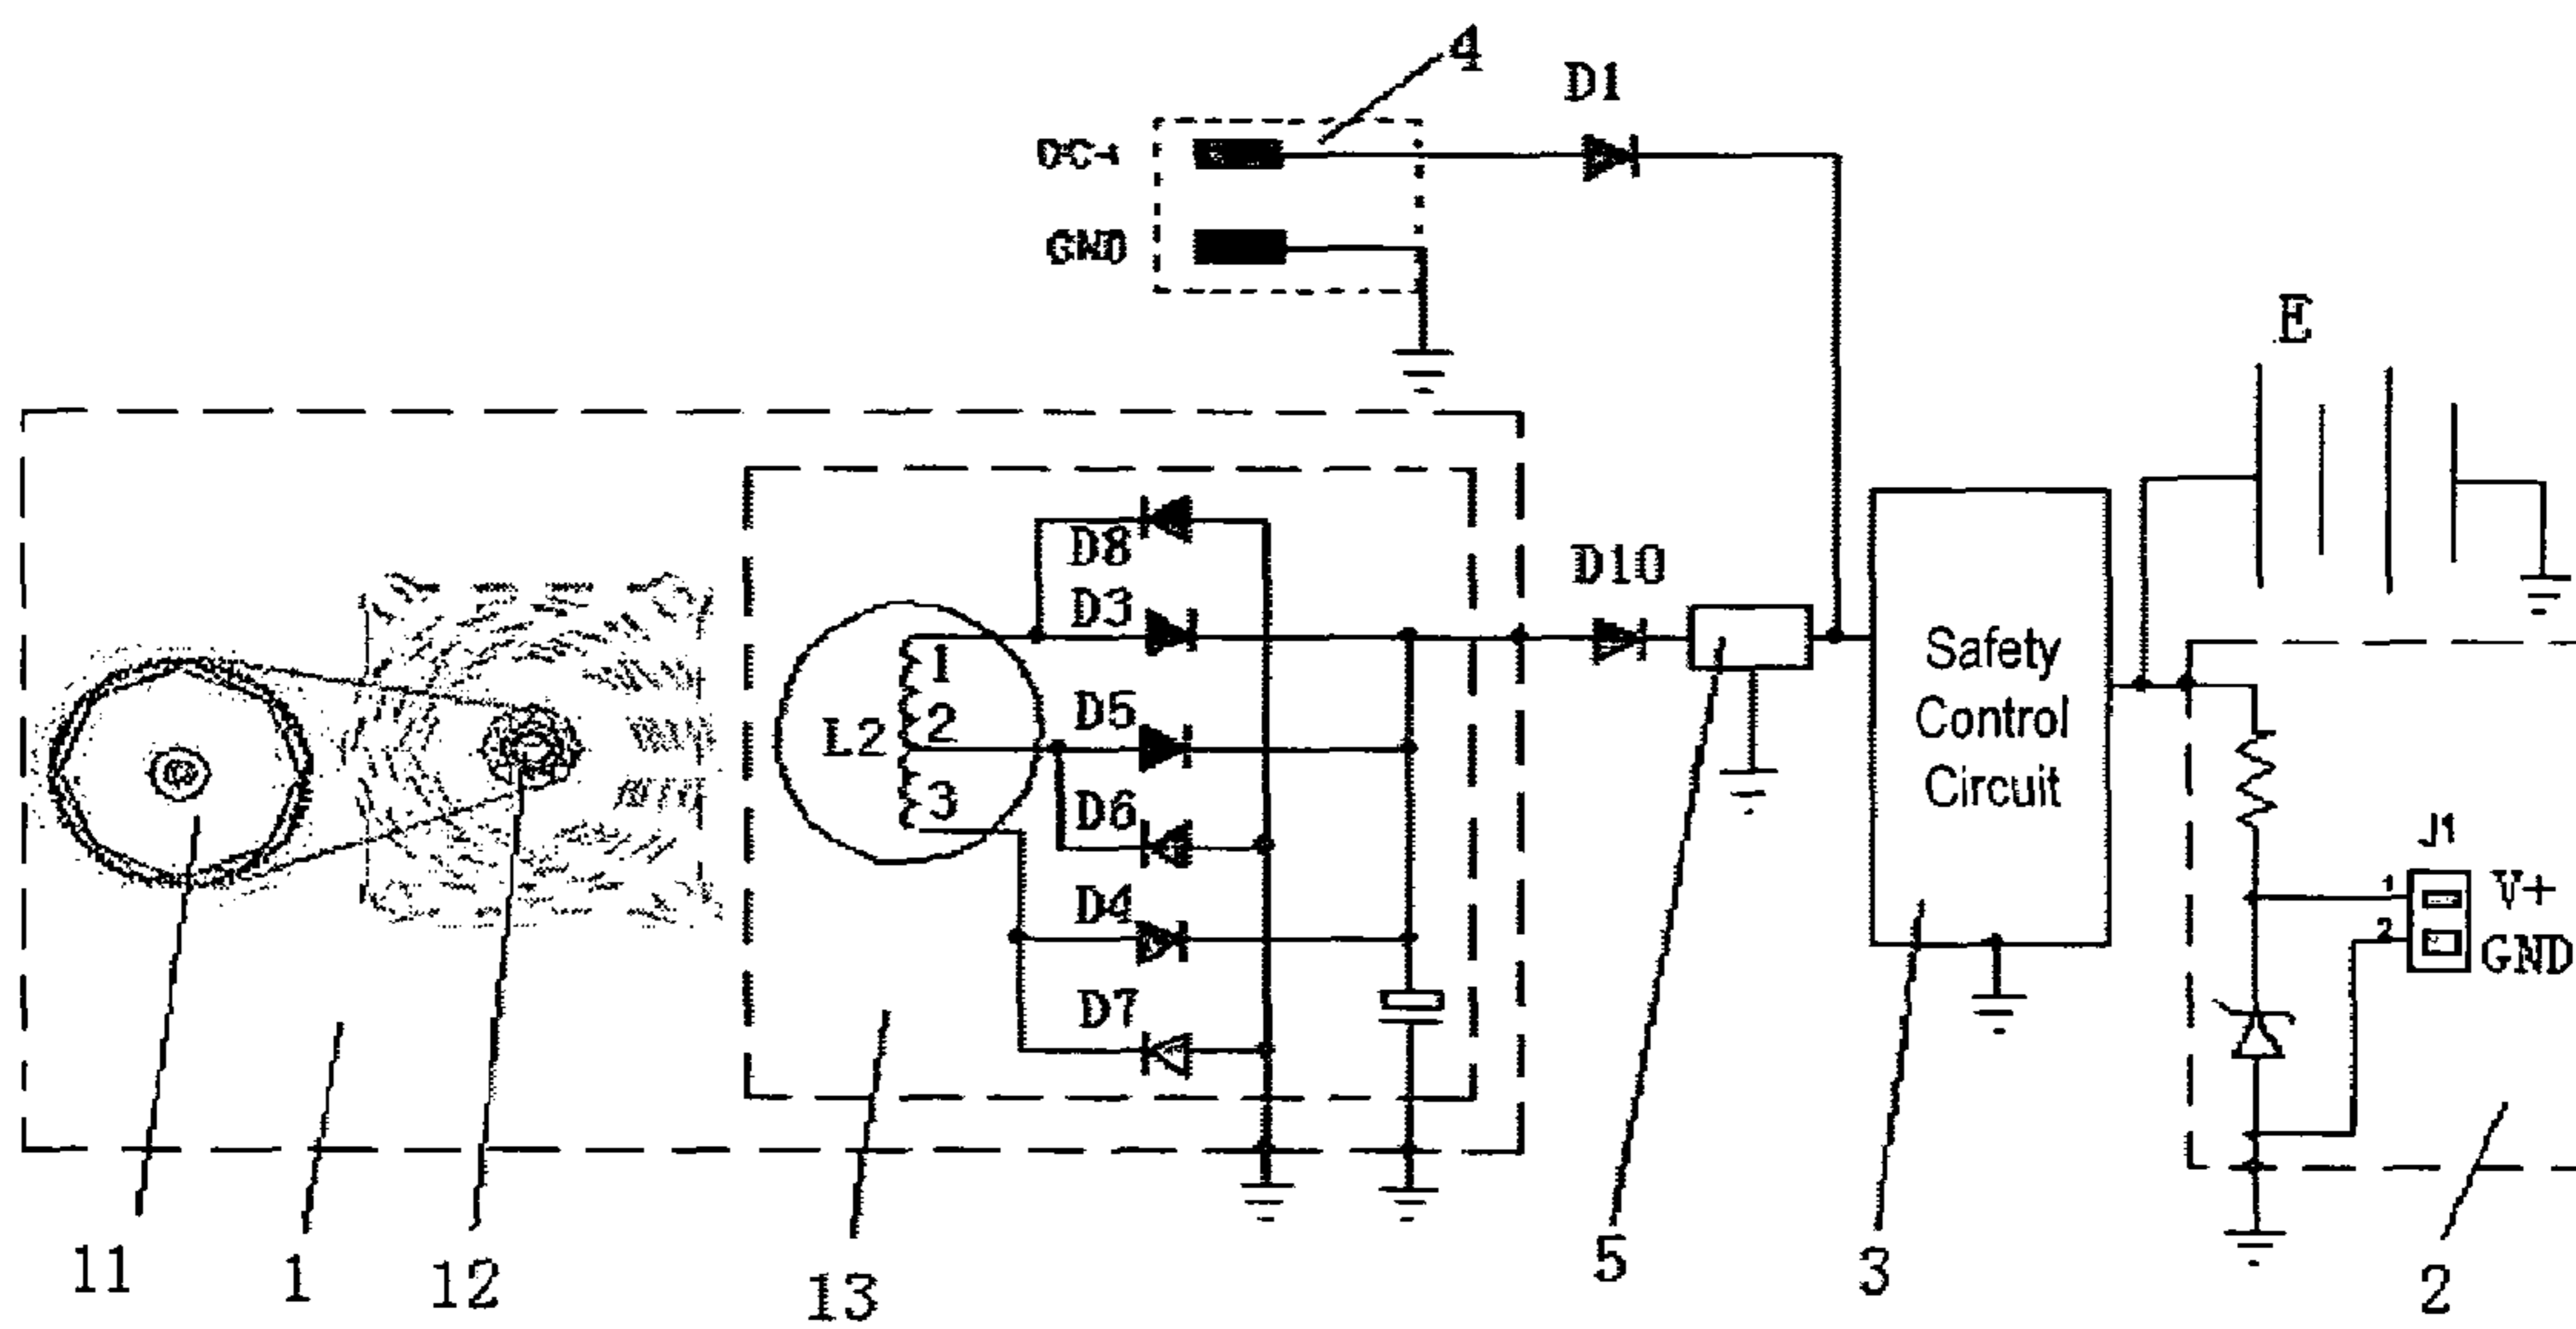 4
D1
DC+
GND
E
D8
D10
D3
1
L2
2
D5
3
D6
D4
D7
Safety
Control
Circuit
J1
1
V+
2
GND
11
1
12
13
5
3
2